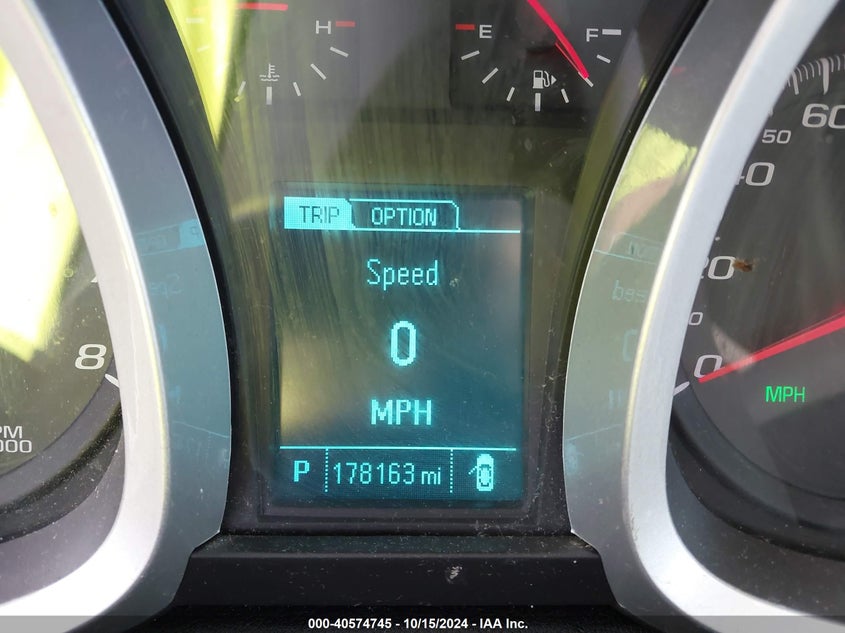 H
E
F
60
50
40
TRIP OPTION
Speed
20
0
8
0
MPH
MPH
P 178163 mi
000-40574745 - 10/15/2024 - IAA Inc.